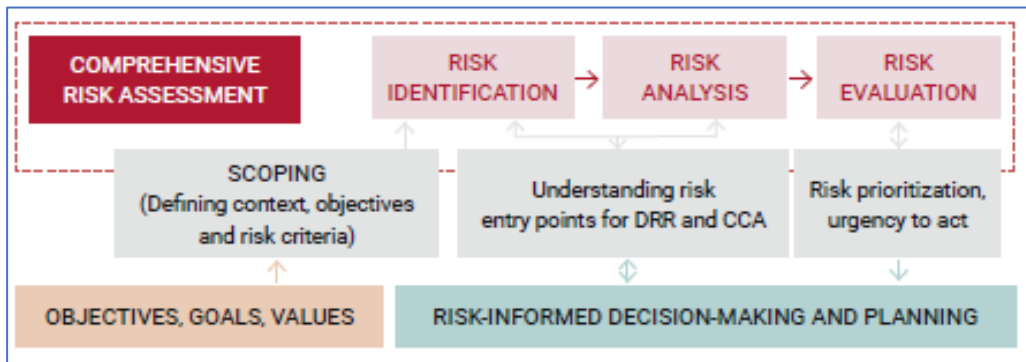 COMPREHENSIVE
RISK ASSESSMENT
RISK
IDENTIFICATION
RISK
ANALYSIS
RISK
EVALUATION
SCOPING
(Defining context, objectives
and risk criteria)
Understanding risk
entry points for DRR and CCA
Risk prioritization,
urgency to act
OBJECTIVES, GOALS, VALUES
RISK-INFORMED DECISION-MAKING AND PLANNING